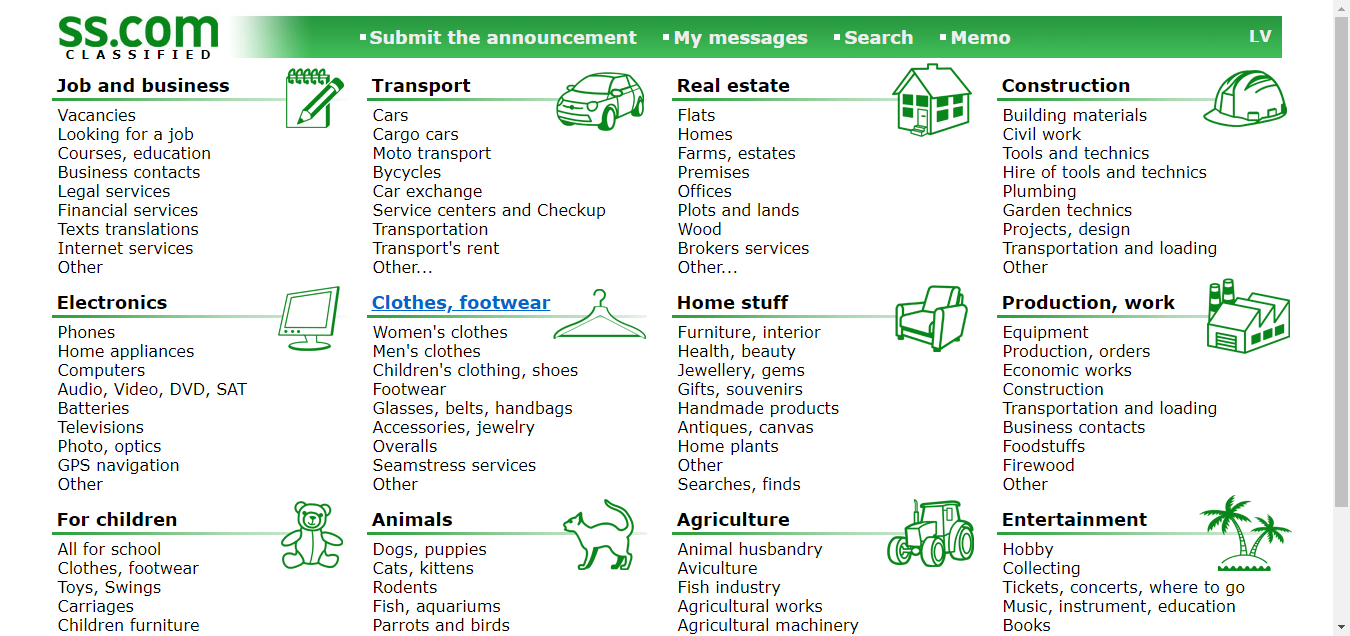 ss.com
CLASSIFIED
Submit the announcement
My messages
Search
Memo
LV
Job and business
Vacancies
Looking for a job
Courses, education
Business contacts
Legal services
Financial services
Texts translations
Internet services
Other
Transport
Cars
Cargo cars
Moto transport
Bycycles
Car exchange
Service centers and Checkup
Transportation
Transport's rent
Other...
Real estate
Flats
Homes
Farms, estates
Premises
Offices
Plots and lands
Wood
Brokers services
Other...
Construction
Building materials
Civil work
Tools and technics
Hire of tools and technics
Plumbing
Garden technics
Projects, design
Transportation and loading
Other
Electronics
Phones
Home appliances
Computers
Audio, Video, DVD, SAT
Batteries
Televisions
Photo, optics
GPS navigation
Other
Clothes, footwear
Women's clothes
Men's clothes
Children's clothing, shoes
Footwear
Glasses, belts, handbags
Accessories, jewelry
Overalls
Seamstress services
Other
Home stuff
Furniture, interior
Health, beauty
Jewellery, gems
Gifts, souvenirs
Handmade products
Antiques, canvas
Home plants
Other
Searches, finds
Production, work
Equipment
Production, orders
Economic works
Construction
Transportation and loading
Business contacts
Foodstuffs
Firewood
Other
For children
All for school
Clothes, footwear
Toys, Swings
Carriages
Children furniture
Animals
Dogs, puppies
Cats, kittens
Rodents
Fish, aquariums
Parrots and birds
Agriculture
Animal husbandry
Aviculture
Fish industry
Agricultural works
Agricultural machinery
Entertainment
Hobby
Collecting
Tickets, concerts, where to go
Music, instrument, education
Books